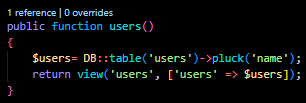 1 reference | 0 overrides
public function users()
{
    $users= DB::table('users')->pluck('name');
    return view('users', ['users' => $users]);
}